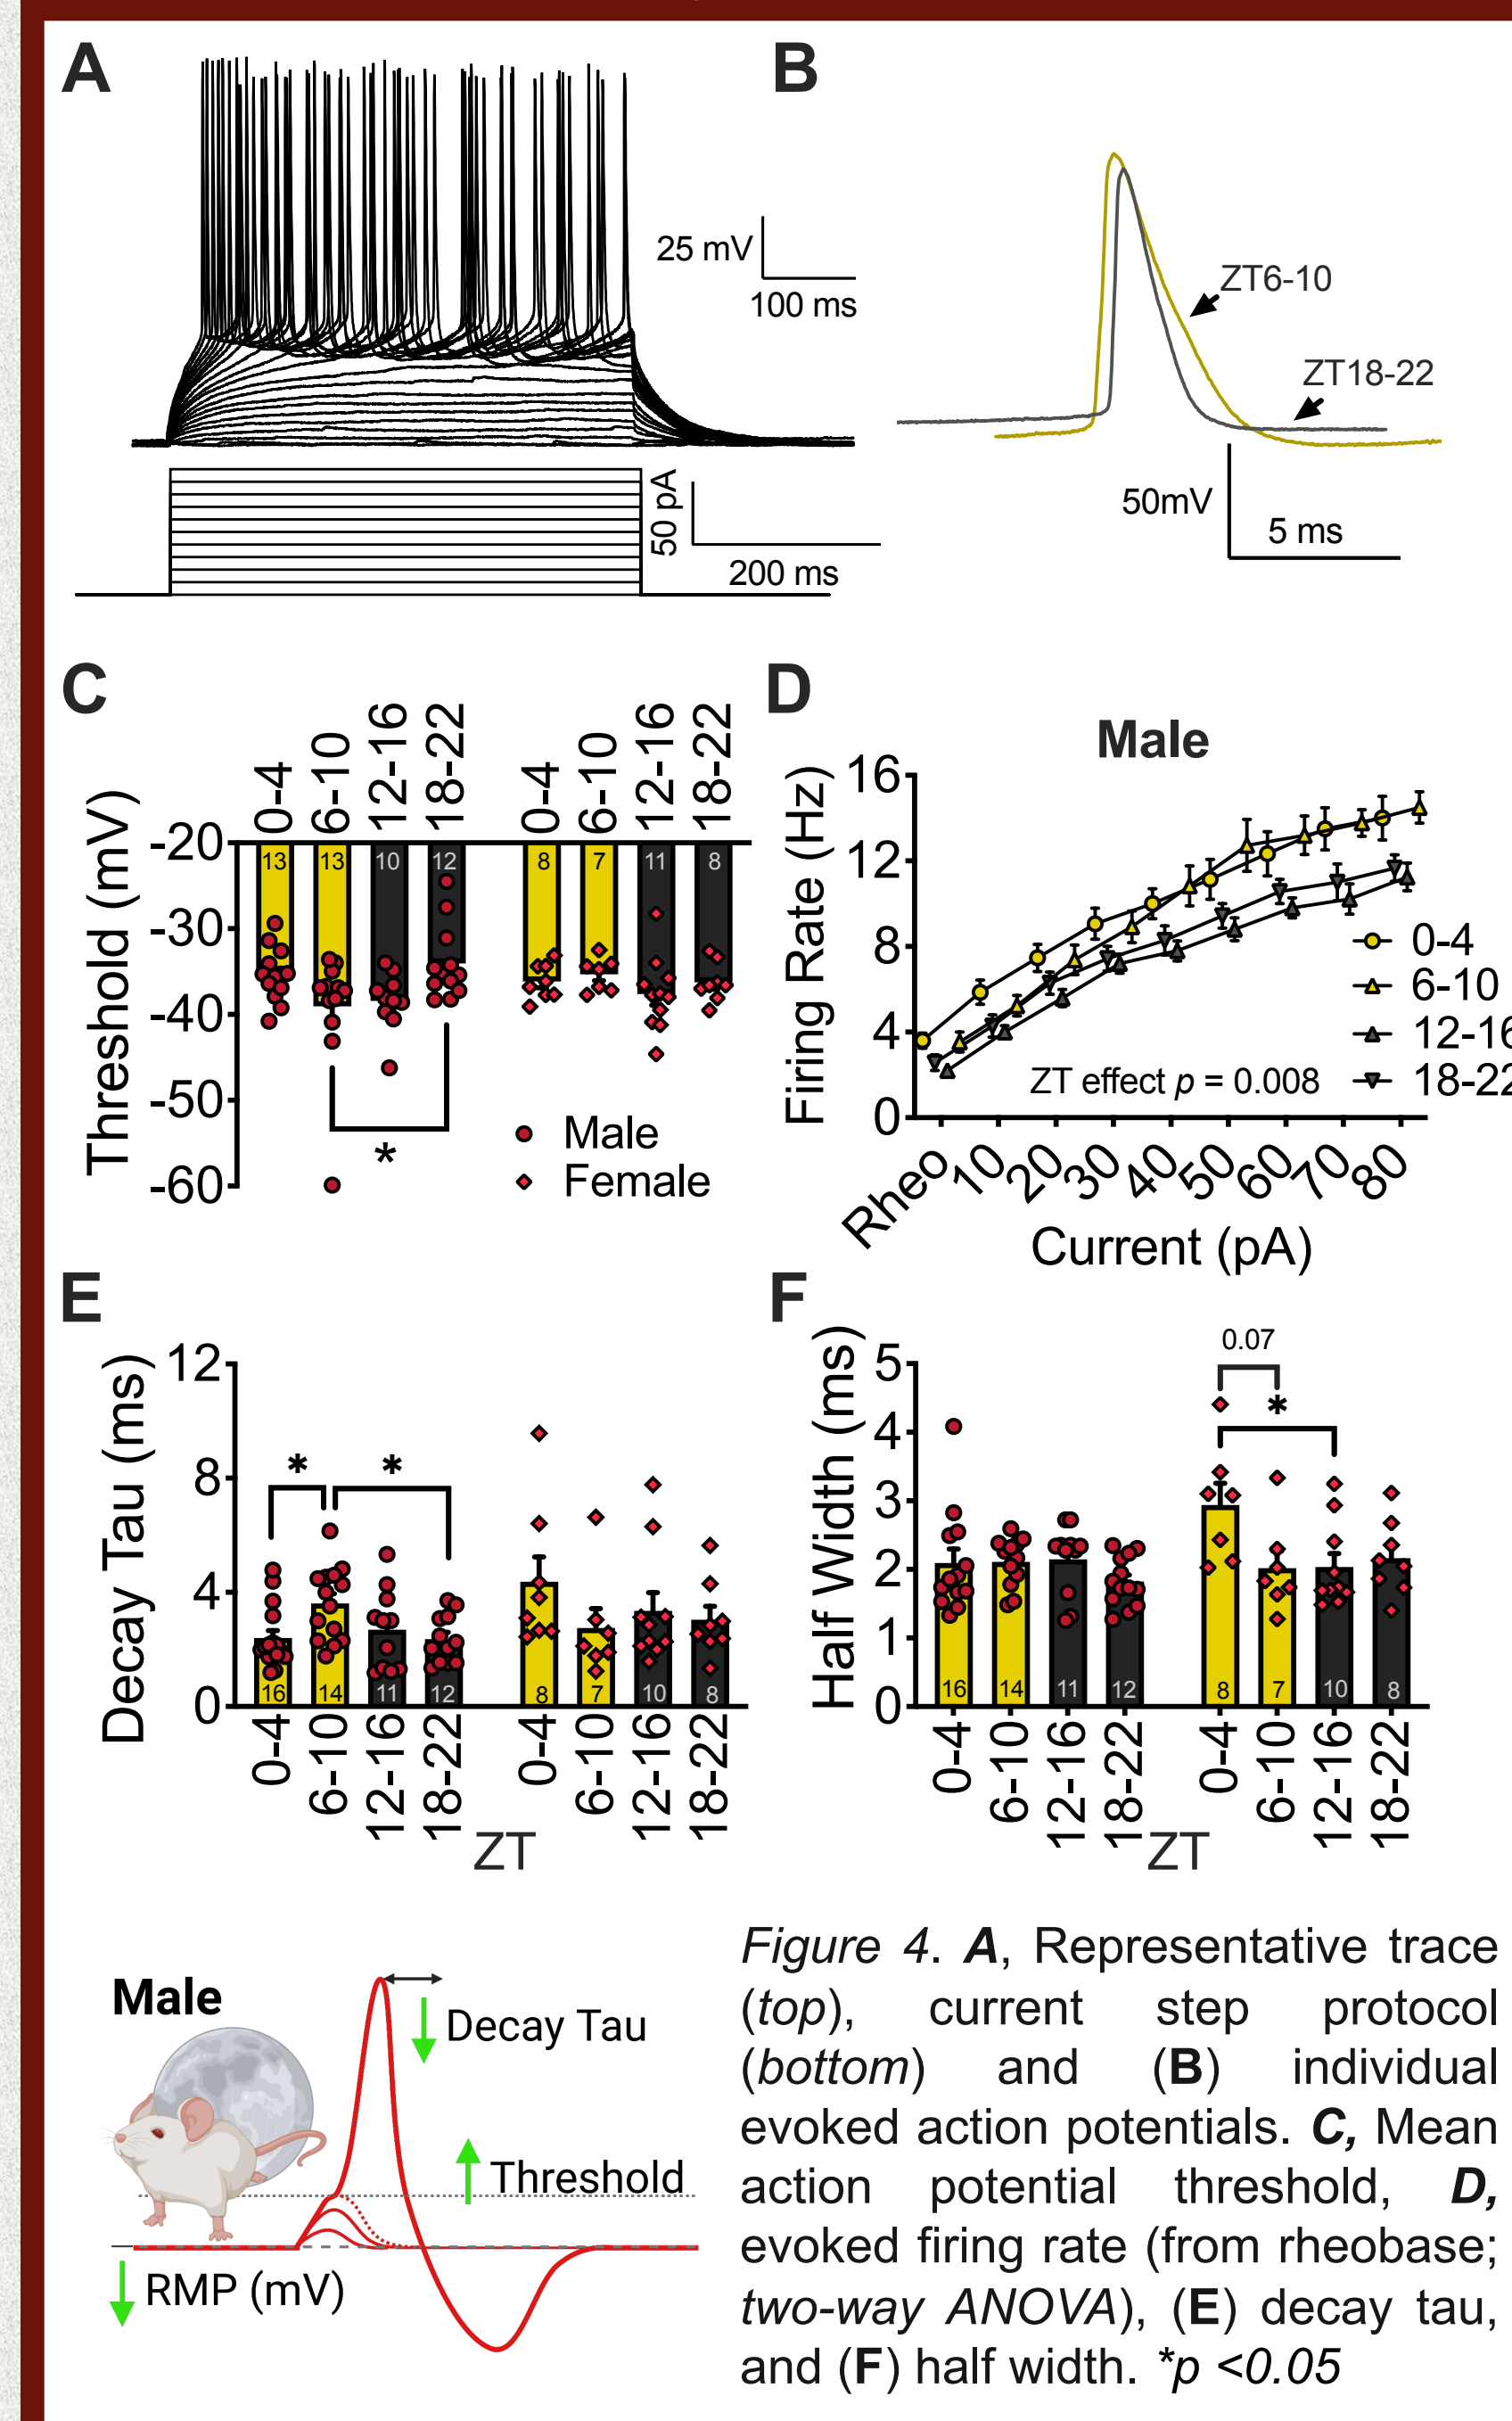 A
25 mV
100 ms
50 pA
200 ms
B
ZT6-10
ZT18-22
50mV
5 ms
C
0-4
6-10
12-16
18-22
0-4
6-10
12-16
18-22
Threshold (mV)
-20
-30
-40
-50
-60
13
13
10
12
8
7
11
8
*
Male
Female
D
Male
Firing Rate (Hz)
16
12
8
4
0
0-4
6-10
12-16
18-22
ZT effect p = 0.008
Rheo
10
20
30
40
50
60
70
80
Current (pA)
E
Decay Tau (ms)
12
8
4
0
*
*
16
14
11
12
8
7
10
8
0-4
6-10
12-16
18-22
0-4
6-10
12-16
18-22
ZT
F
Half Width (ms)
5
4
3
2
1
0
0.07
*
16
14
11
12
8
7
10
8
0-4
6-10
12-16
18-22
0-4
6-10
12-16
18-22
ZT
Male
Decay Tau
Threshold
RMP (mV)
Figure 4. A, Representative trace
(top), current step protocol
(bottom) and (B) individual
evoked action potentials. C, Mean
action potential threshold, D,
evoked firing rate (from rheobase;
two-way ANOVA), (E) decay tau,
and (F) half width. *p <0.05